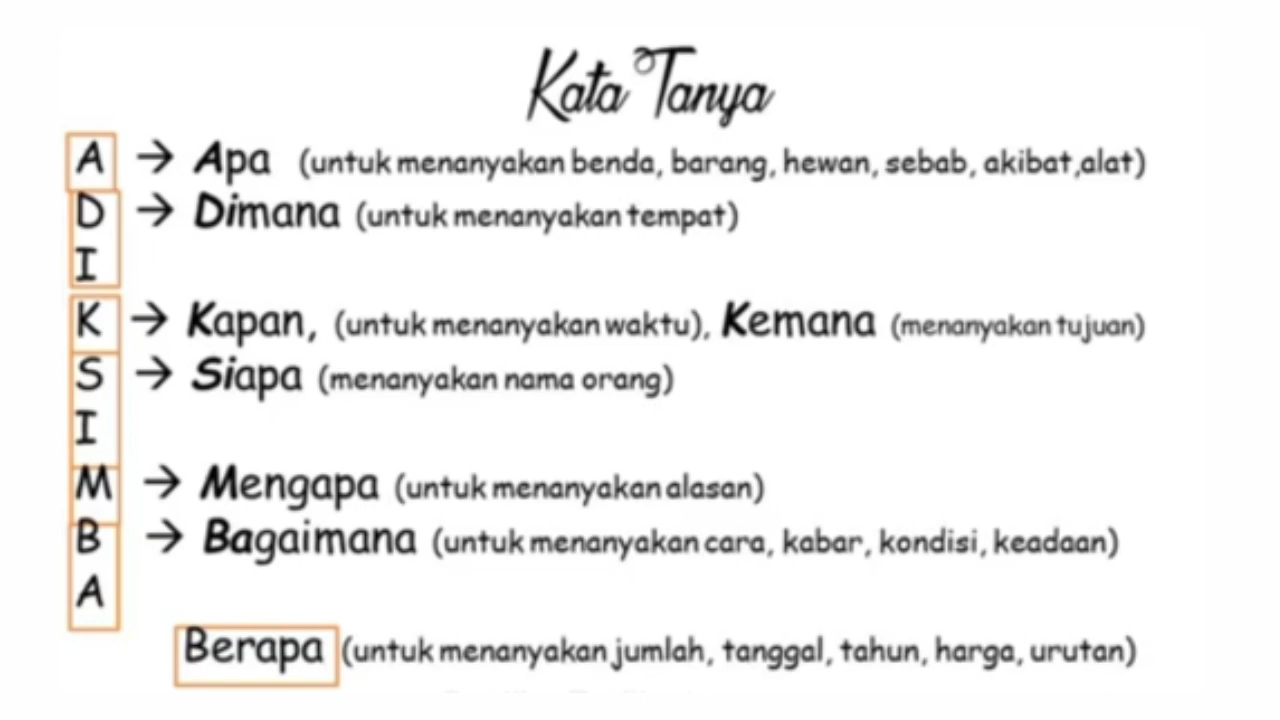 Kata Tanya
A → Apa (untuk menanyakan benda, barang, hewan, sebab, akibat,alat)
D → Dimana (untuk menanyakan tempat)
I
K → Kapan, (untuk menanyakan waktu), Kemana (menanyakan tujuan)
S → Siapa (menanyakan nama orang)
I
M → Mengapa (untuk menanyakan alasan)
B → Bagaimana (untuk menanyakan cara, kabar, kondisi, keadaan)
A
Berapa (untuk menanyakan jumlah, tanggal, tahun, harga, urutan)